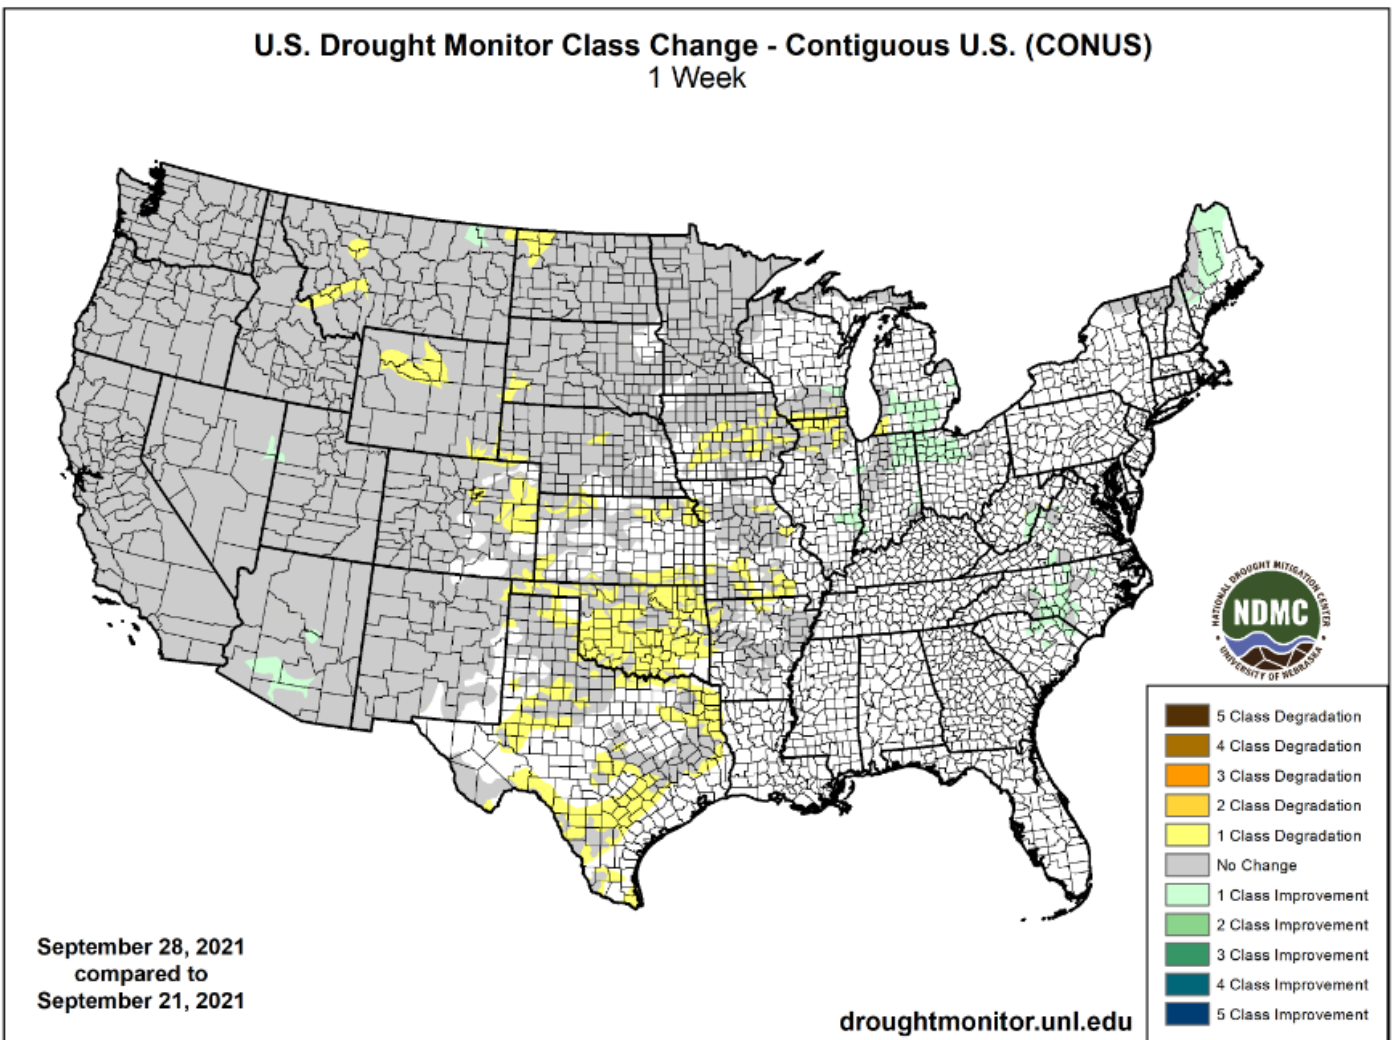 U.S. Drought Monitor Class Change - Contiguous U.S. (CONUS)
1 Week
NATIONAL DROUGHT MITIGATION CENTER
NDMC
UNIVERSITY OF NEBRASKA
5 Class Degradation
4 Class Degradation
3 Class Degradation
2 Class Degradation
1 Class Degradation
No Change
1 Class Improvement
2 Class Improvement
3 Class Improvement
4 Class Improvement
5 Class Improvement
September 28, 2021
compared to
September 21, 2021
droughtmonitor.unl.edu